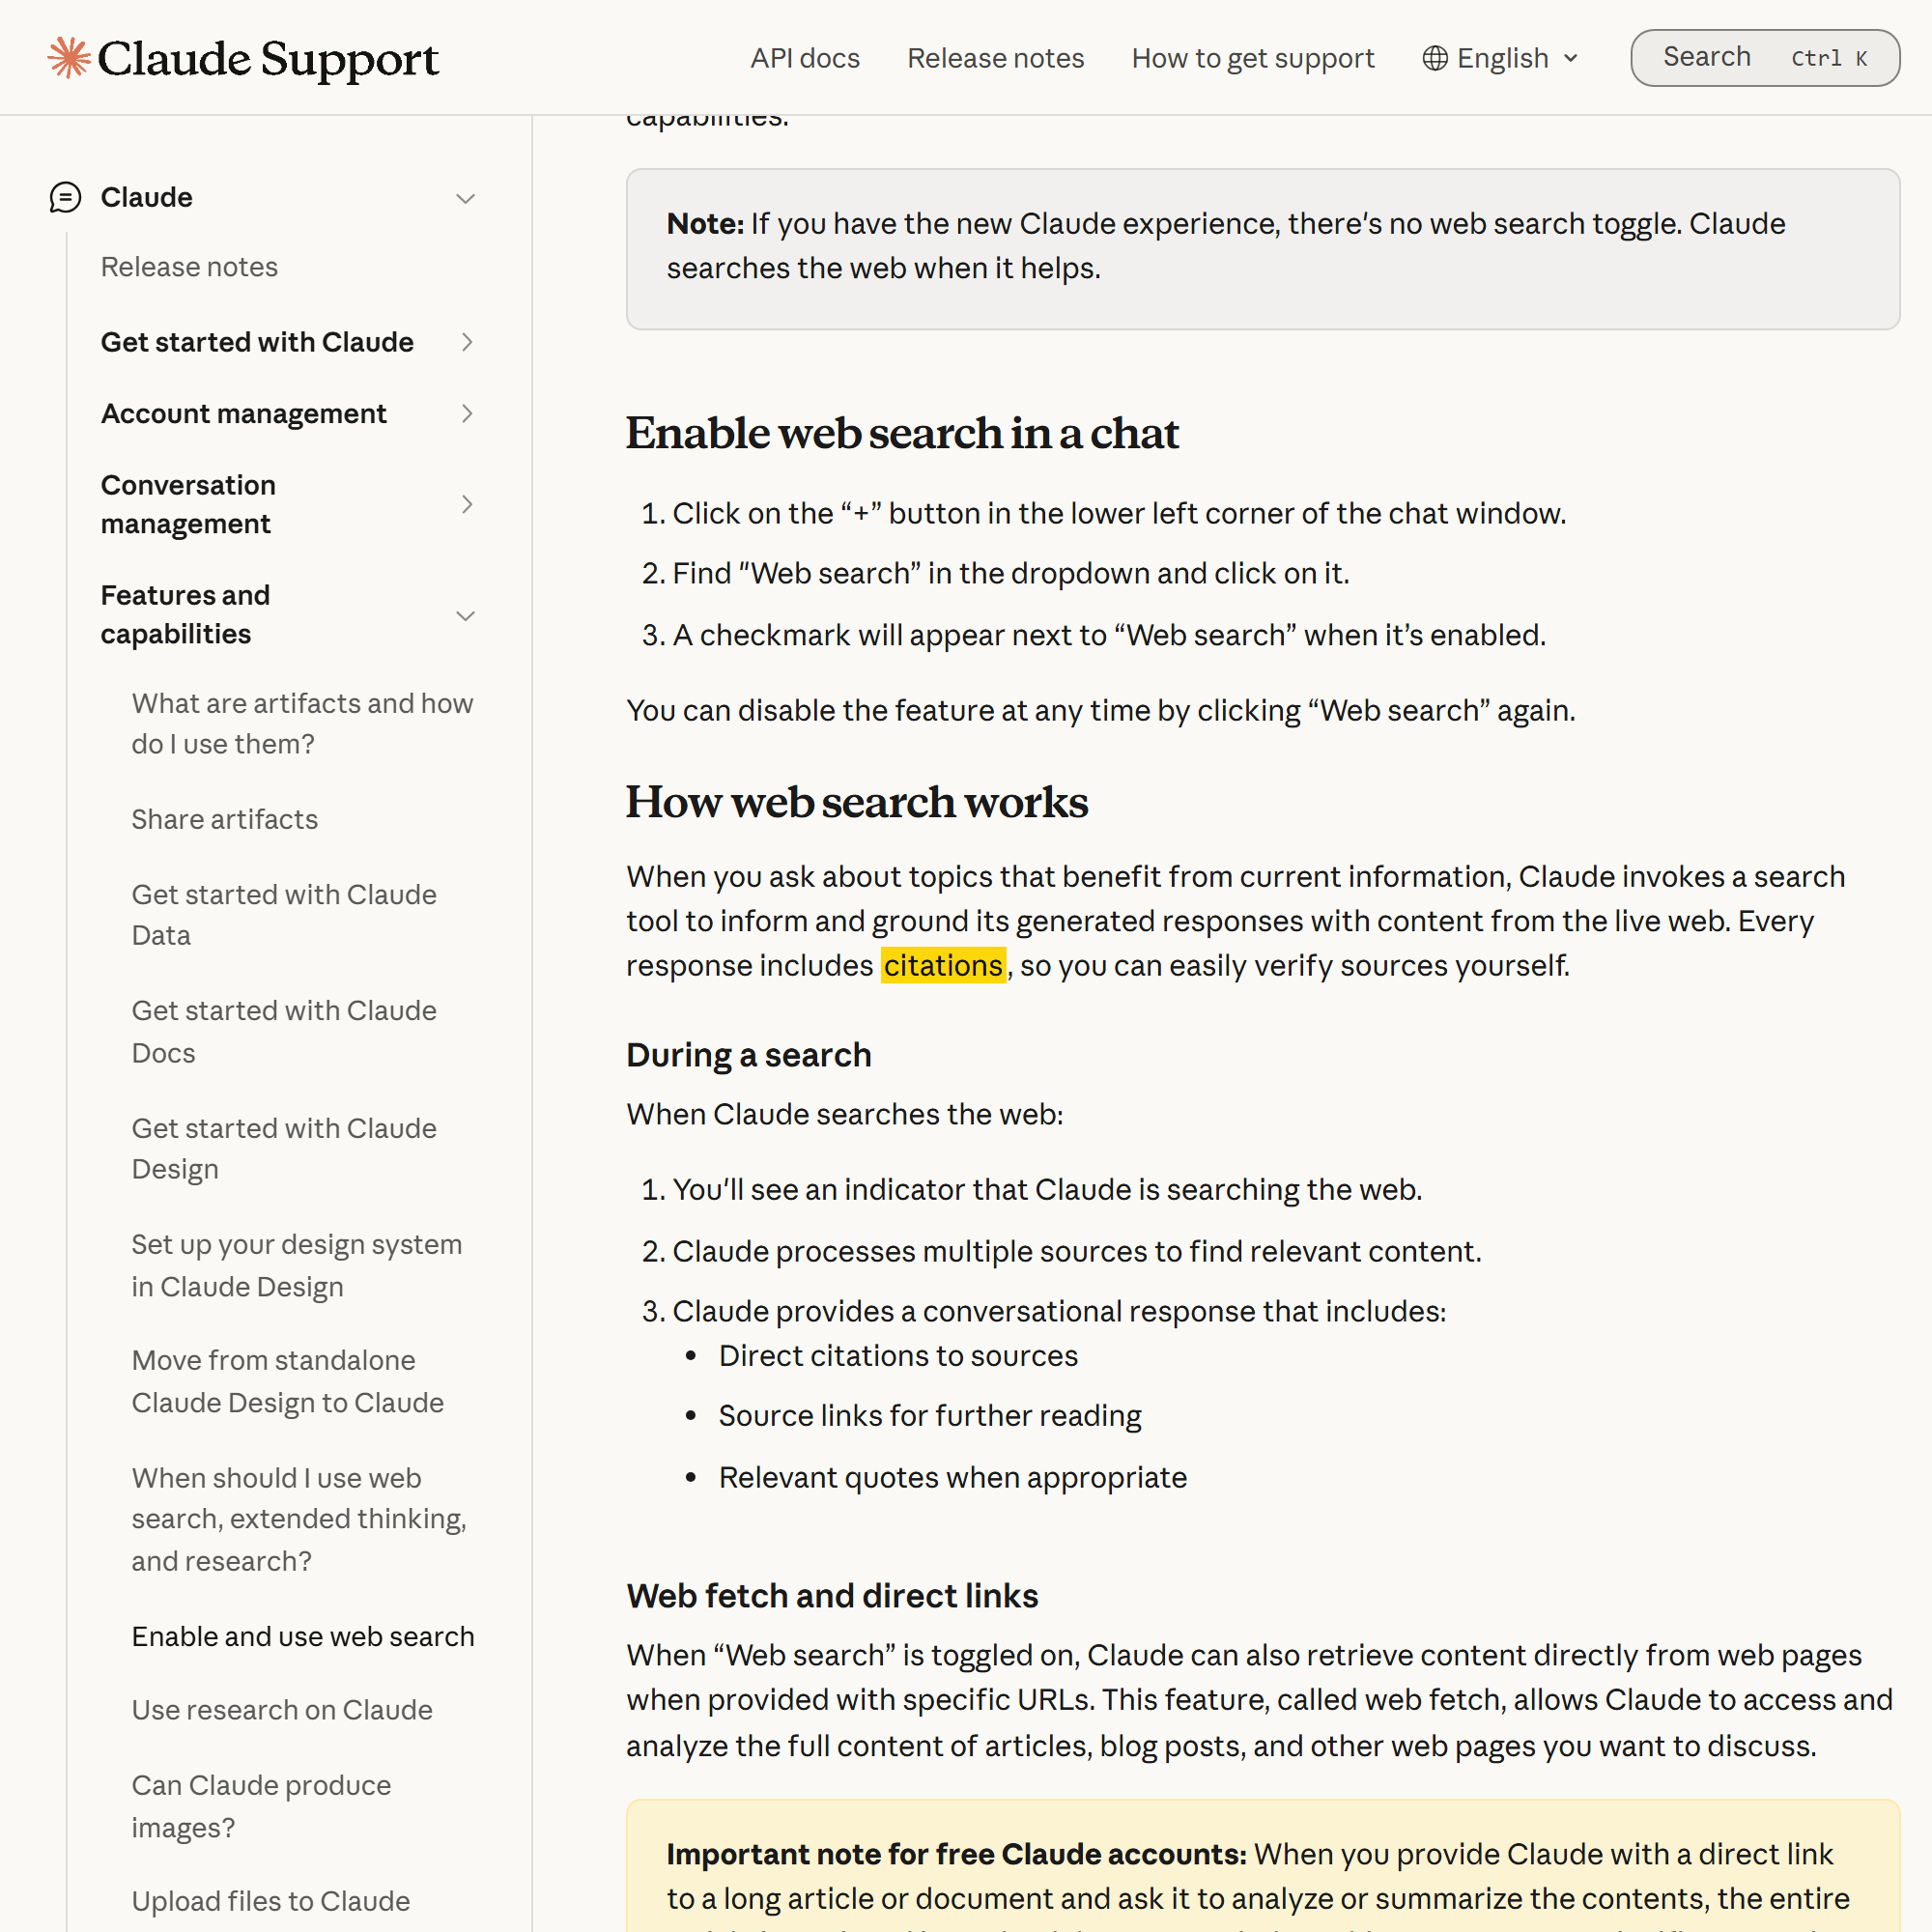 Claude Support
API docs
Release notes
How to get support
English
Search Ctrl K
Claude
Release notes
Get started with Claude
Account management
Conversation
management
Features and
capabilities
What are artifacts and how
do I use them?
Share artifacts
Get started with Claude
Data
Get started with Claude
Docs
Get started with Claude
Design
Set up your design system
in Claude Design
Move from standalone
Claude Design to Claude
When should I use web
search, extended thinking,
and research?
Enable and use web search
Use research on Claude
Can Claude produce
images?
Upload files to Claude
capabilities.
Note: If you have the new Claude experience, there's no web search toggle. Claude
searches the web when it helps.
Enable web search in a chat
1. Click on the “+” button in the lower left corner of the chat window.
2. Find "Web search” in the dropdown and click on it.
3. A checkmark will appear next to “Web search” when it’s enabled.
You can disable the feature at any time by clicking “Web search” again.
How web search works
When you ask about topics that benefit from current information, Claude invokes a search
tool to inform and ground its generated responses with content from the live web. Every
response includes citations, so you can easily verify sources yourself.
During a search
When Claude searches the web:
1. You'll see an indicator that Claude is searching the web.
2. Claude processes multiple sources to find relevant content.
3. Claude provides a conversational response that includes:
• Direct citations to sources
• Source links for further reading
• Relevant quotes when appropriate
Web fetch and direct links
When “Web search” is toggled on, Claude can also retrieve content directly from web pages
when provided with specific URLs. This feature, called web fetch, allows Claude to access and
analyze the full content of articles, blog posts, and other web pages you want to discuss.
Important note for free Claude accounts: When you provide Claude with a direct link
to a long article or document and ask it to analyze or summarize the contents, the entire